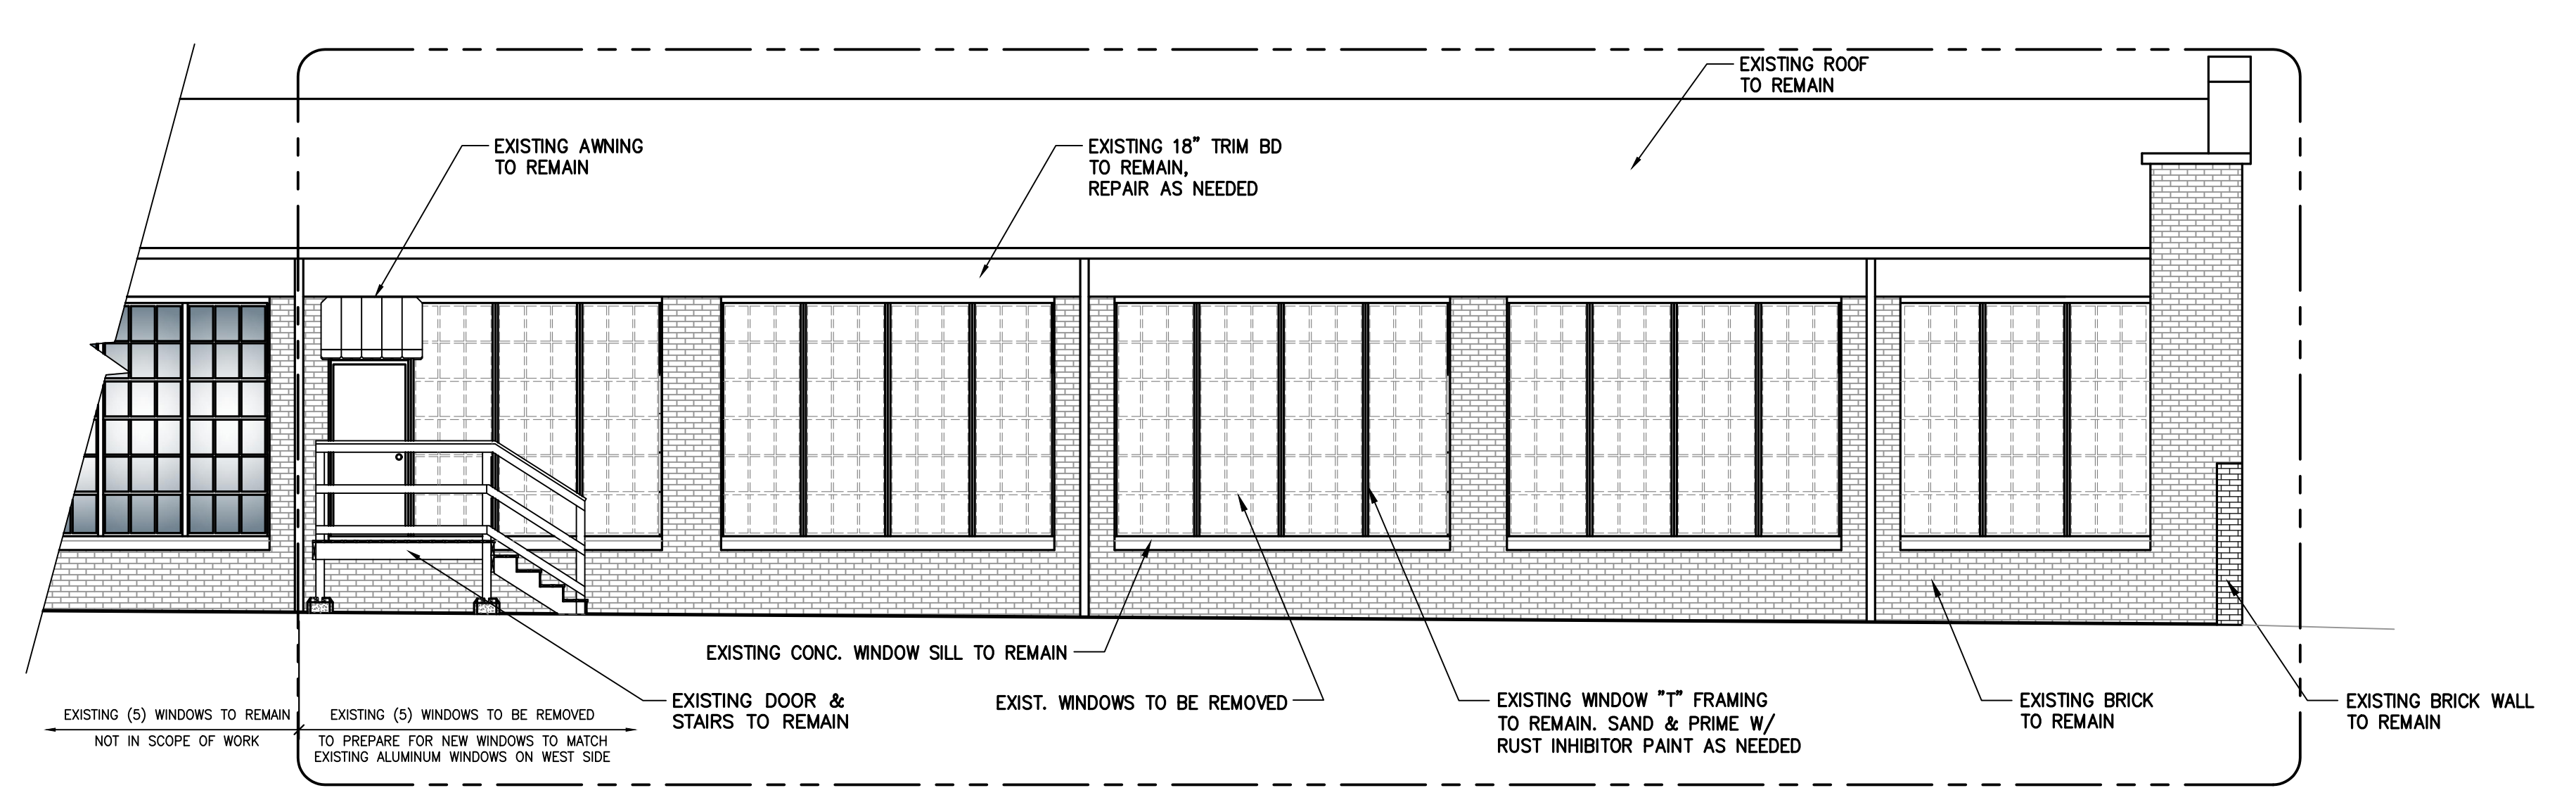 EXISTING ROOF
TO REMAIN
EXISTING AWNING
TO REMAIN
EXISTING 18" TRIM BD
TO REMAIN,
REPAIR AS NEEDED
EXISTING CONC. WINDOW SILL TO REMAIN
EXISTING DOOR &
STAIRS TO REMAIN
EXIST. WINDOWS TO BE REMOVED
EXISTING WINDOW "T" FRAMING
TO REMAIN. SAND & PRIME W/
RUST INHIBITOR PAINT AS NEEDED
EXISTING BRICK
TO REMAIN
EXISTING BRICK WALL
TO REMAIN
EXISTING (5) WINDOWS TO REMAIN
NOT IN SCOPE OF WORK
EXISTING (5) WINDOWS TO BE REMOVED
TO PREPARE FOR NEW WINDOWS TO MATCH
EXISTING ALUMINUM WINDOWS ON WEST SIDE